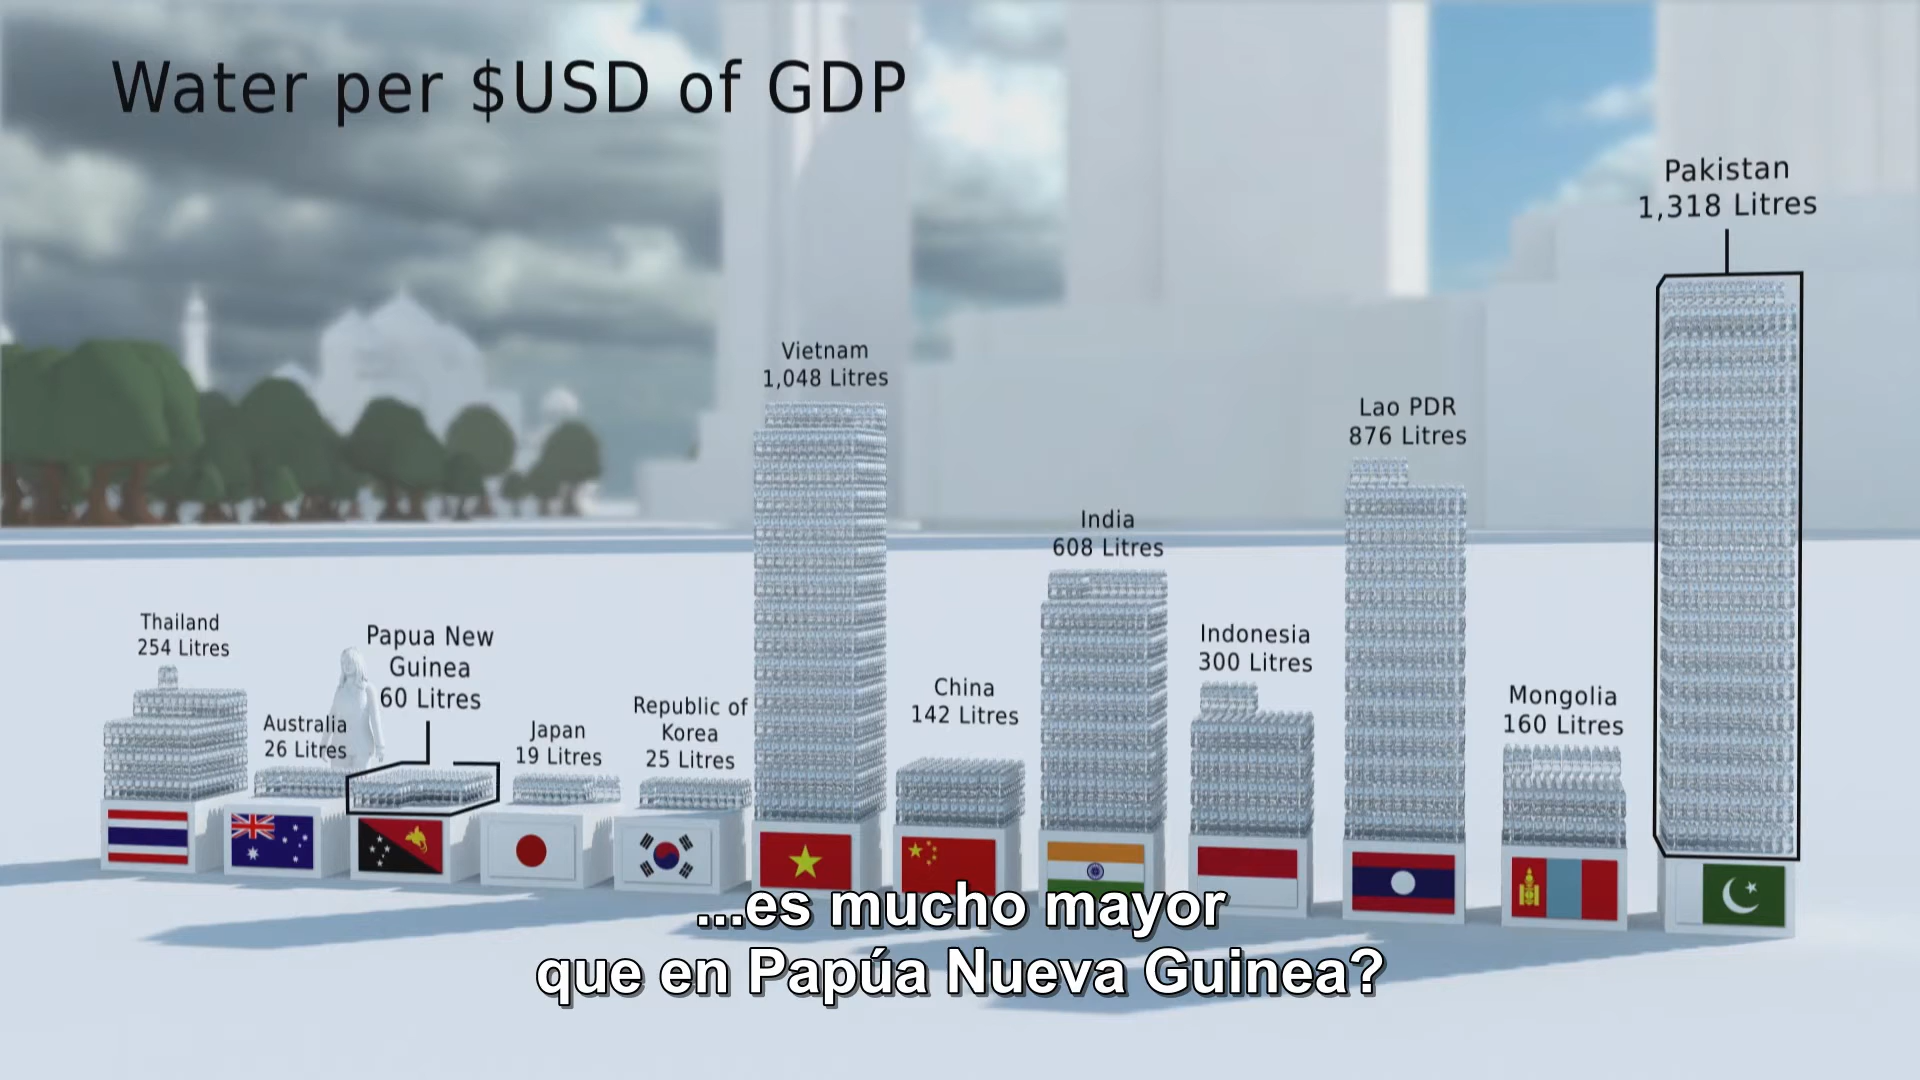 Water per $USD of GDP
Pakistan
1,318 Litres
Vietnam
1,048 Litres
Lao PDR
876 Litres
India
608 Litres
Thailand
254 Litres
Papua New
Guinea
60 Litres
Indonesia
300 Litres
Australia
26 Litres
Japan
19 Litres
Republic of
Korea
25 Litres
China
142 Litres
Mongolia
160 Litres
...es mucho mayor
que en Papúa Nueva Guinea?